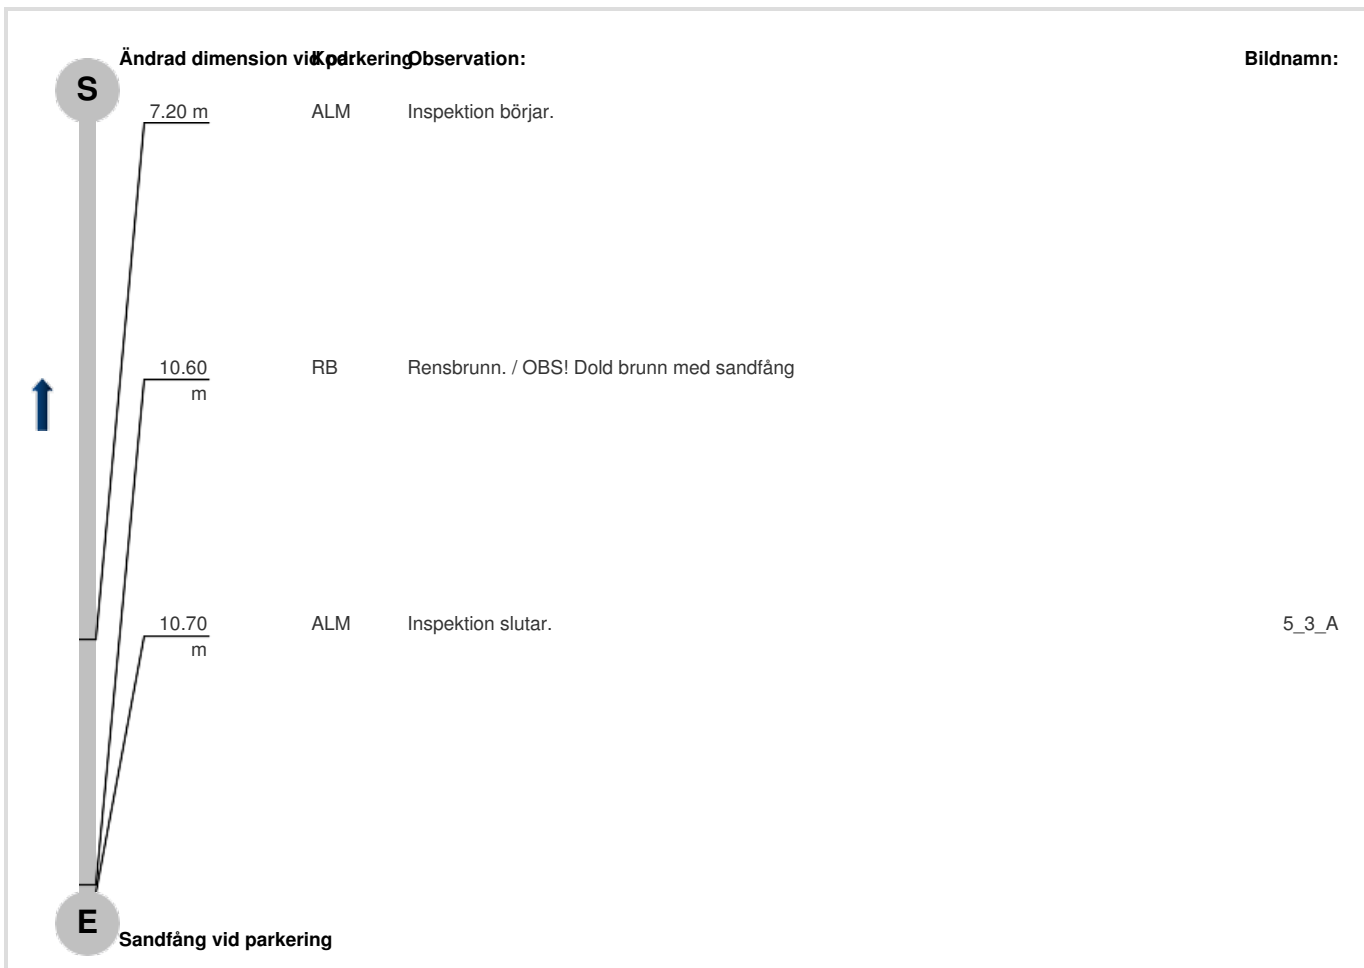 Ändrad dimension vid parkering Kod: Observation: Bildnamn:
S
7.20 m ALM Inspektion börjar.
10.60 RB Rensbrunn. / OBS! Dold brunn med sandfång
m
10.70 ALM Inspektion slutar. 5_3_A
m
E
Sandfång vid parkering